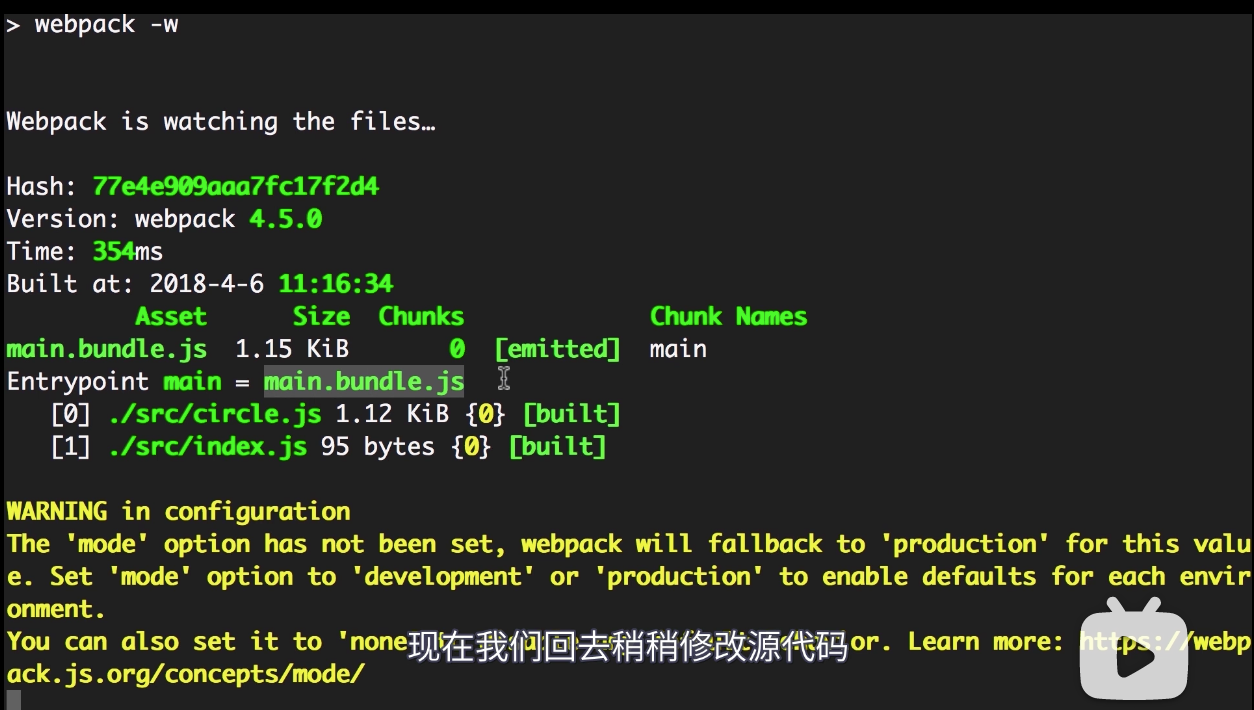 > webpack -w
Webpack is watching the files…
Hash: 77e4e909aaa7fc17f2d4
Version: webpack 4.5.0
Time: 354ms
Built at: 2018-4-6 11:16:34
Asset Size Chunks Chunk Names
main.bundle.js 1.15 KiB 0 [emitted] main
Entrypoint main = main.bundle.js
[0] ./src/circle.js 1.12 KiB {0} [built]
[1] ./src/index.js 95 bytes {0} [built]
WARNING in configuration
The 'mode' option has not been set, webpack will fallback to 'production' for this valu
e. Set 'mode' option to 'development' or 'production' to enable defaults for each envir
onment.
You can also set it to 'none or. Learn more: https://webp
现在我们回去稍稍修改源代码
ack.js.org/concepts/mode/